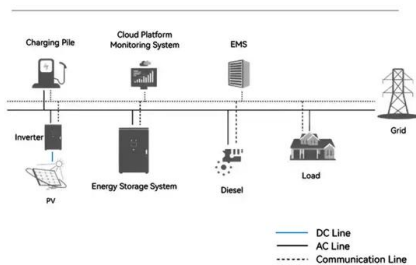 Charging Pile
Cloud Platform
Monitoring System
EMS
Grid
Inverter
PV
Energy Storage System
Diesel
Load
DC Line
AC Line
Communication Line